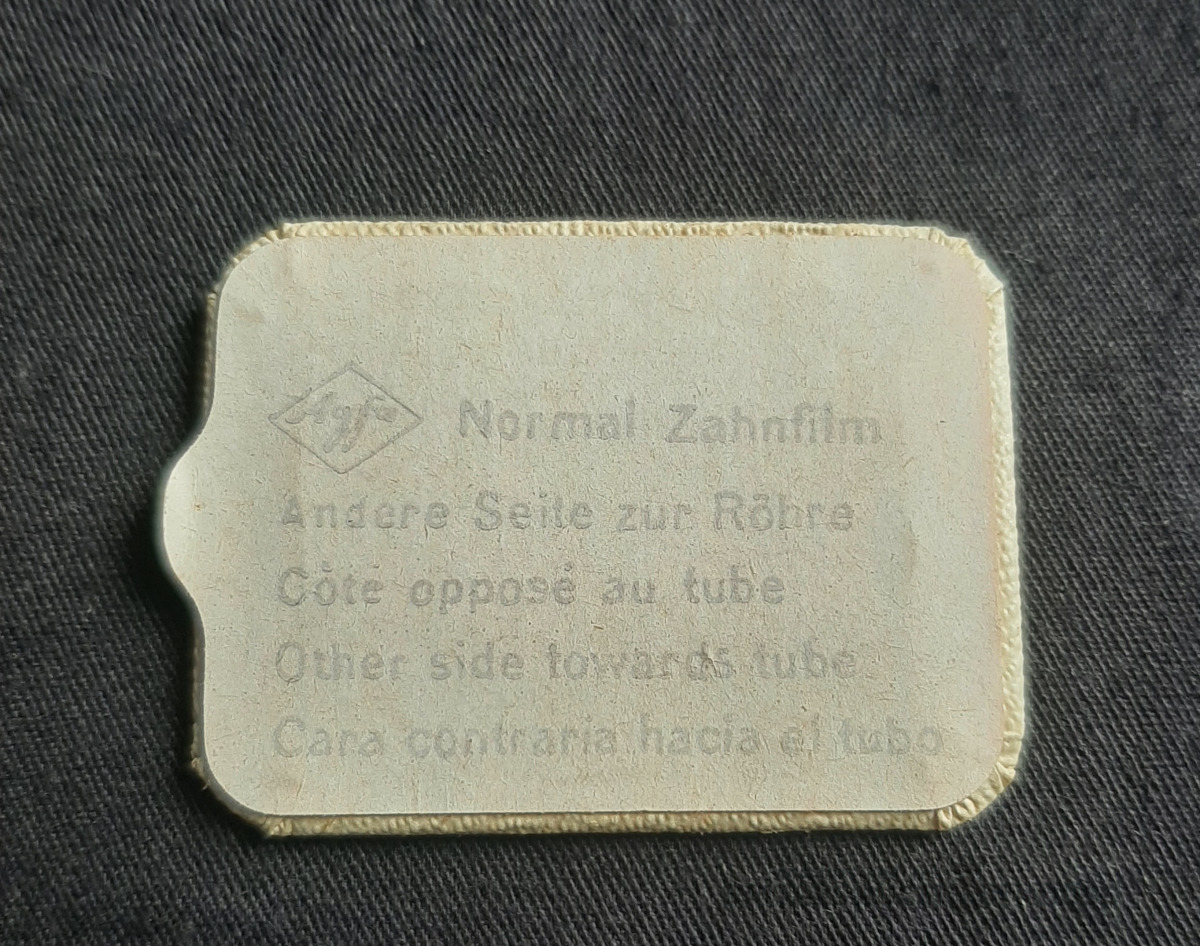 Agfa Normal Zahnfilm
Andere Seite zur Röhre
Côte opposé au tube
Other side towards tube
Cara contraria hacia el tubo